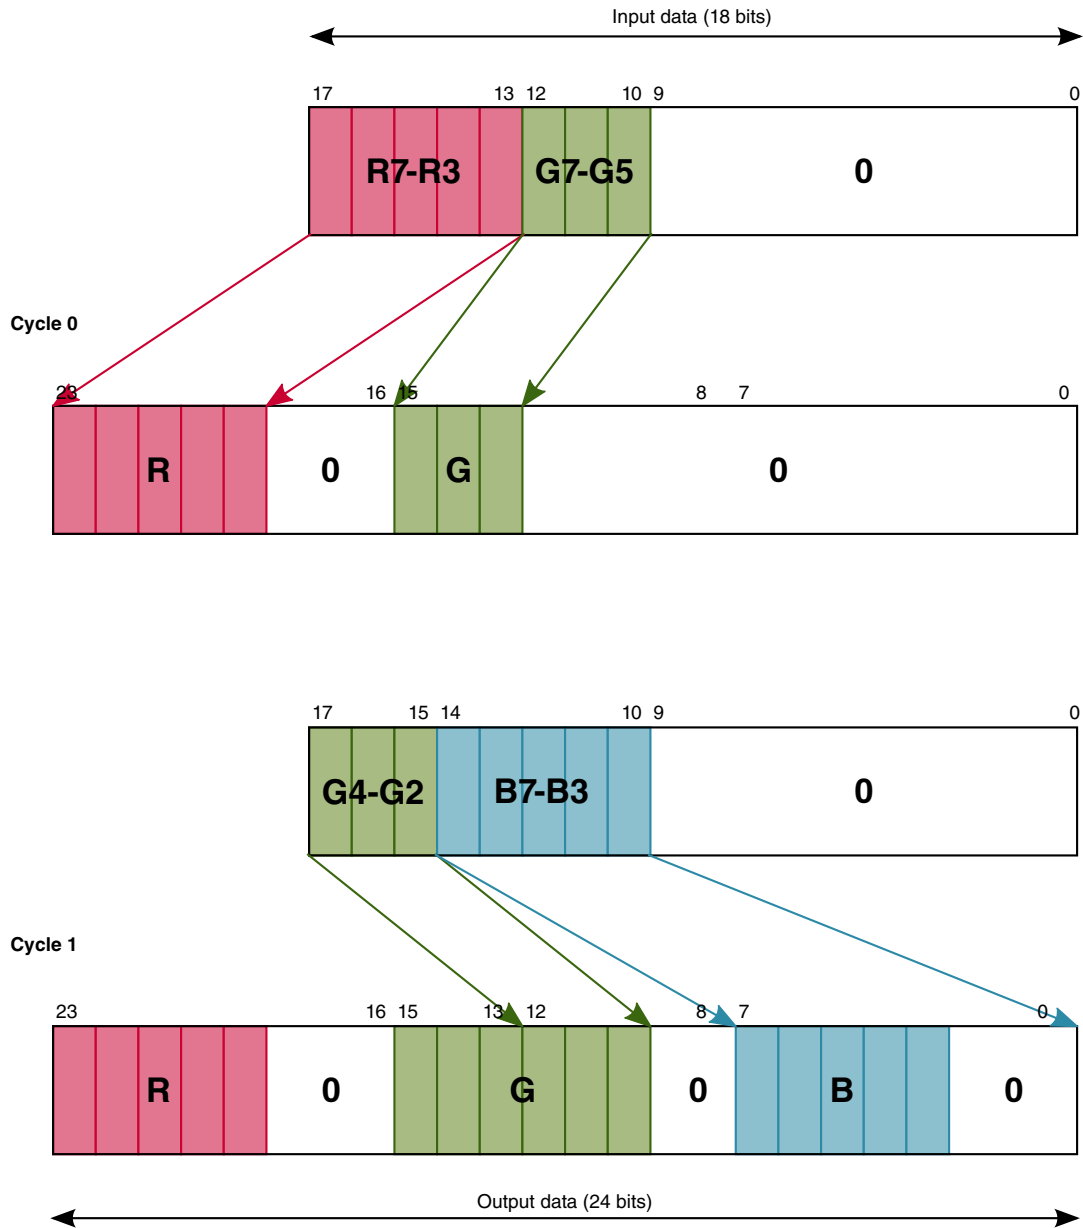 Input data (18 bits)
17 13 12 10 9 0
R7-R3 G7-G5 0
Cycle 0
23 16 15 8 7 0
R 0 G 0
17 15 14 10 9 0
G4-G2 B7-B3 0
Cycle 1
23 16 15 13 12 8 7 0
R 0 G 0 B 0
Output data (24 bits)